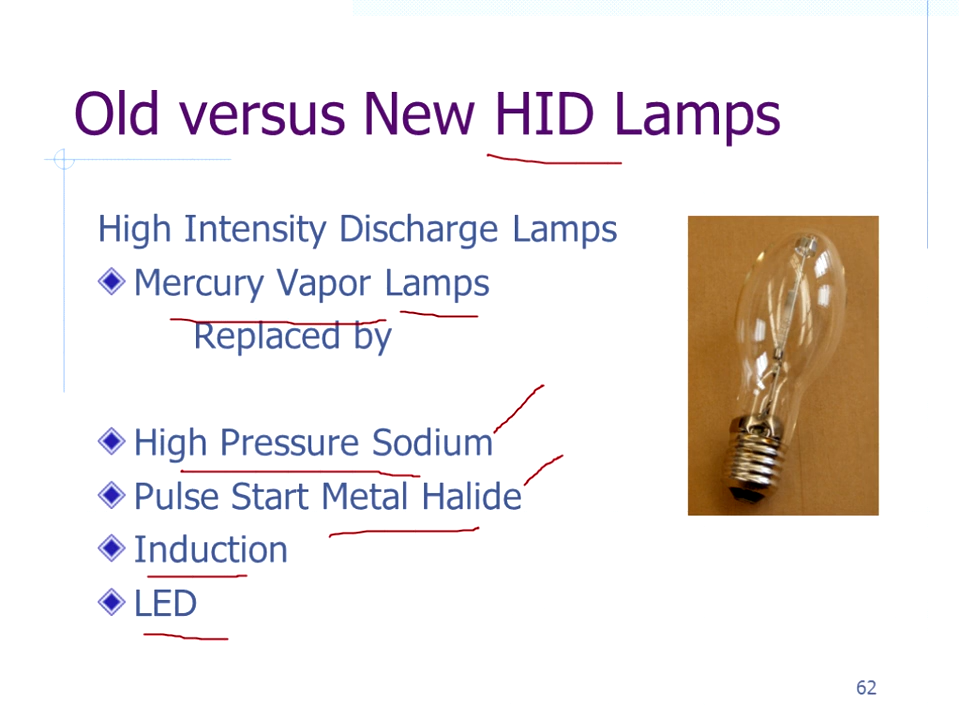 Old versus New HID Lamps
High Intensity Discharge Lamps
Mercury Vapor Lamps
Replaced by
High Pressure Sodium
Pulse Start Metal Halide
Induction
LED
62